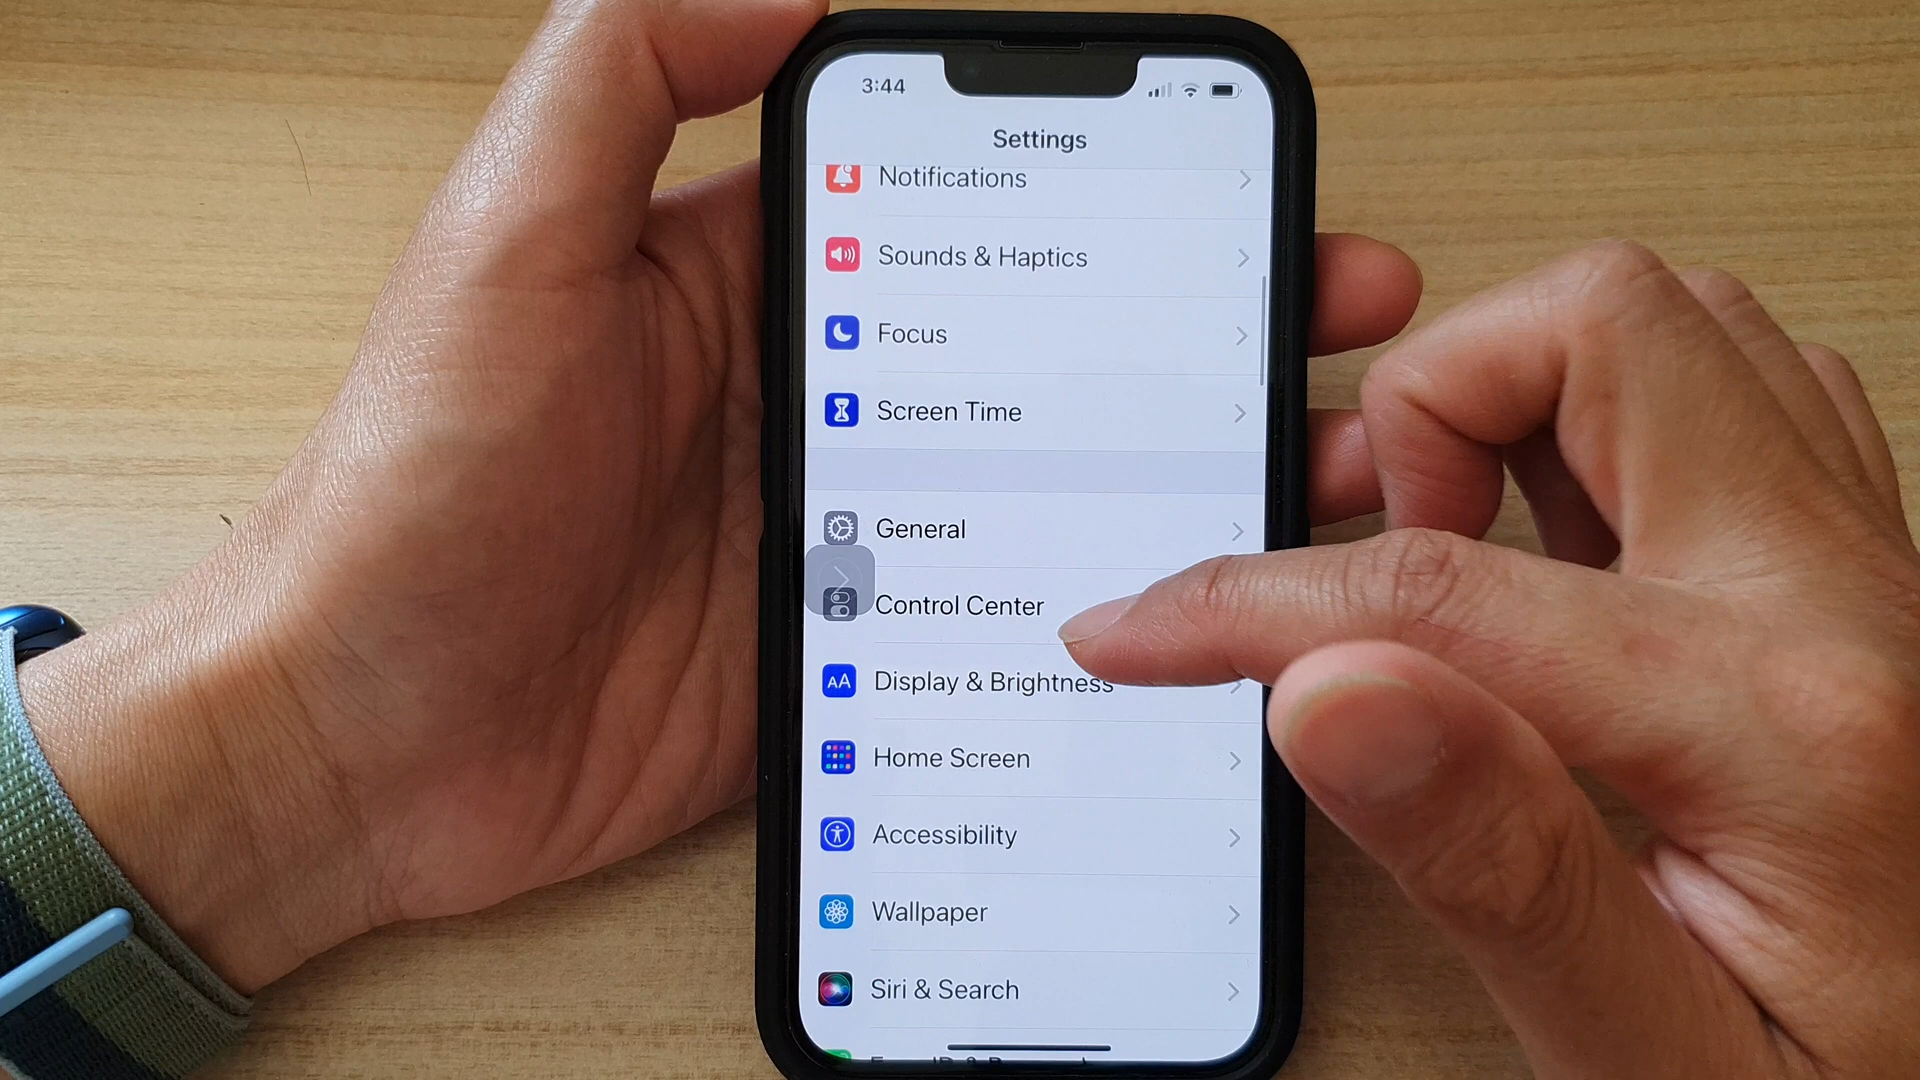 3:44
Settings
Notifications
Sounds & Haptics
Focus
Screen Time
General
Control Center
AA
Display & Brightness
Home Screen
Accessibility
Wallpaper
Siri & Search